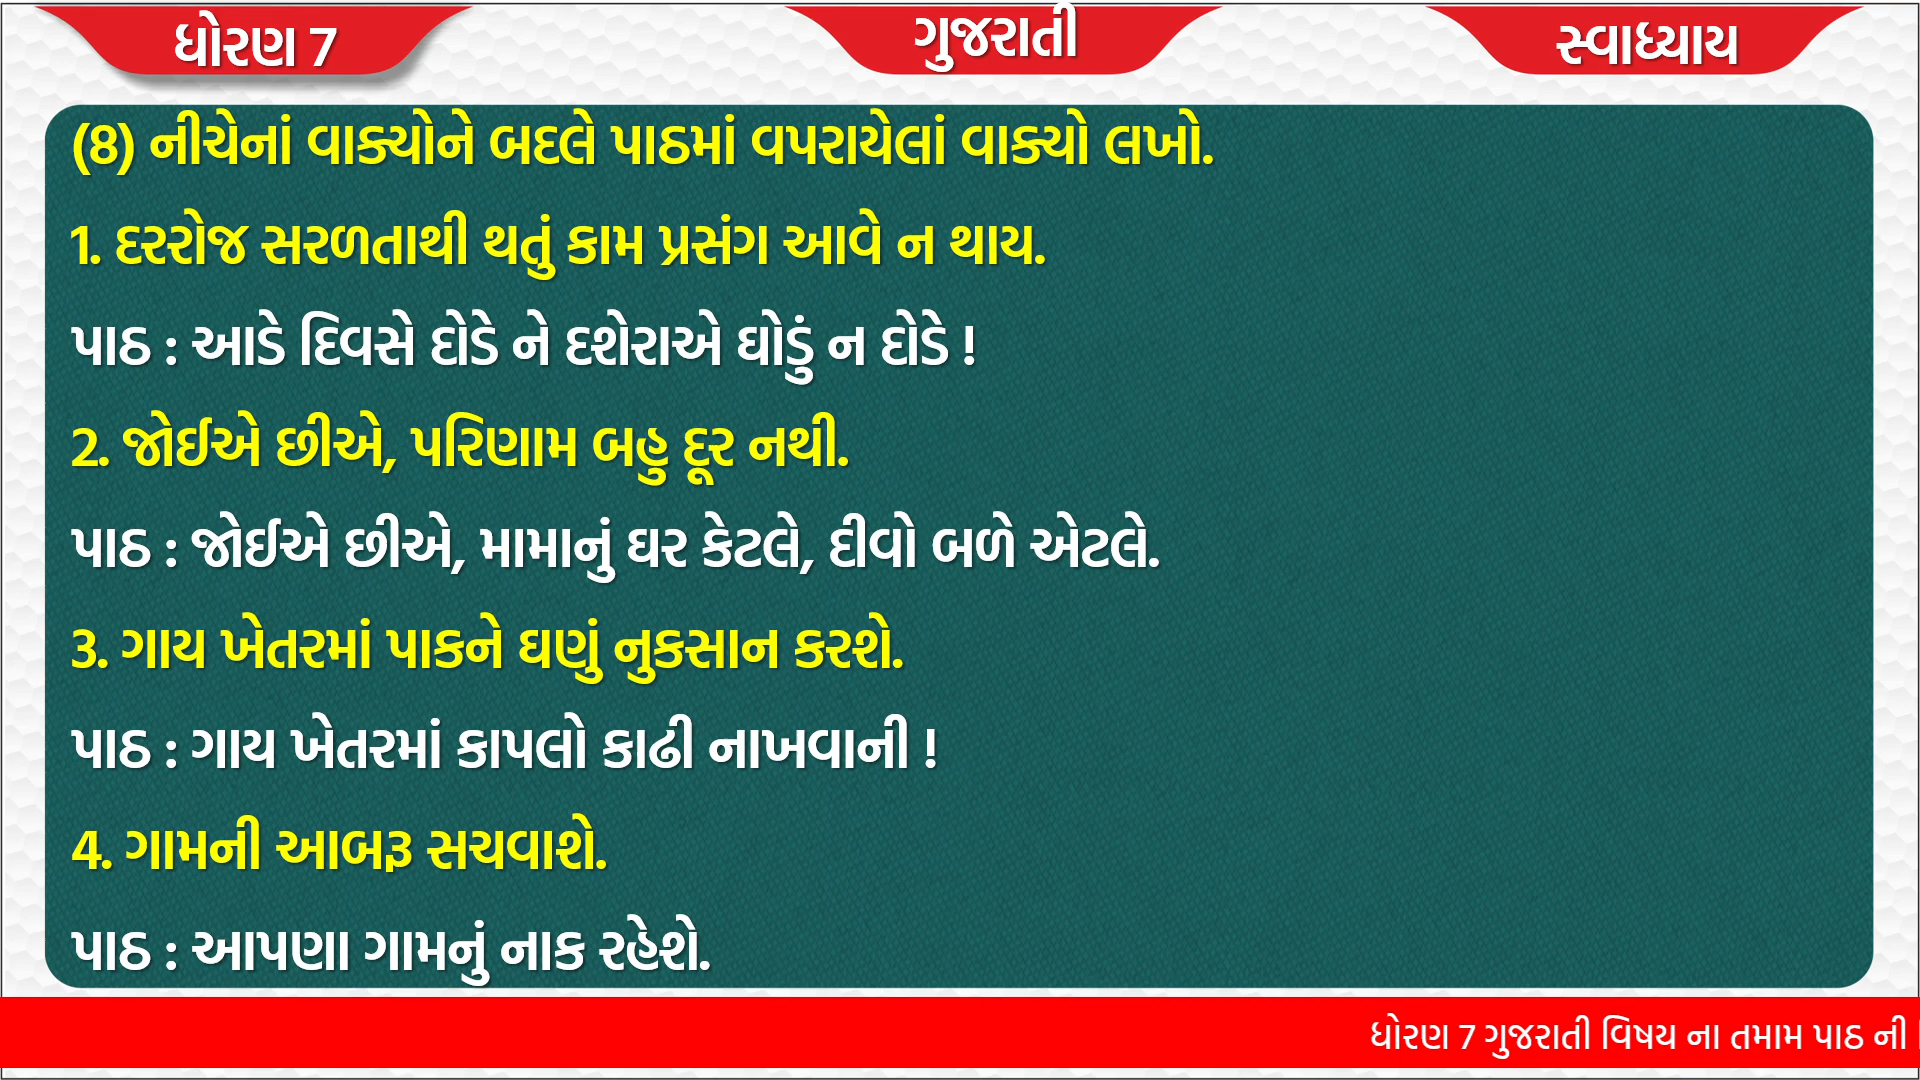 ધોરણ 7
ગુજરાતી
સ્વાધ્યાય
(8) નીચેનાં વાક્યોને બદલે પાઠમાં વપરાયેલાં વાક્યો લખો.
1. દરરોજ સરળતાથી થતું કામ પ્રસંગ આવે ન થાય.
પાઠ : આડે દિવસે દોડે ને દશેરાએ ઘોડું ન દોડે !
2. જોઈએ છીએ, પરિણામ બહુ દૂર નથી.
પાઠ : જોઈએ છીએ, મામાનું ઘર કેટલે, દીવો બળે એટલે.
3. ગાય ખેતરમાં પાકને ઘણું નુકસાન કરશે.
પાઠ : ગાય ખેતરમાં કાપલો કાઢી નાખવાની !
4. ગામની આબરૂ સચવાશે.
પાઠ : આપણા ગામનું નાક રહેશે.
ધોરણ 7 ગુજરાતી વિષય ના તમામ પાઠ ની